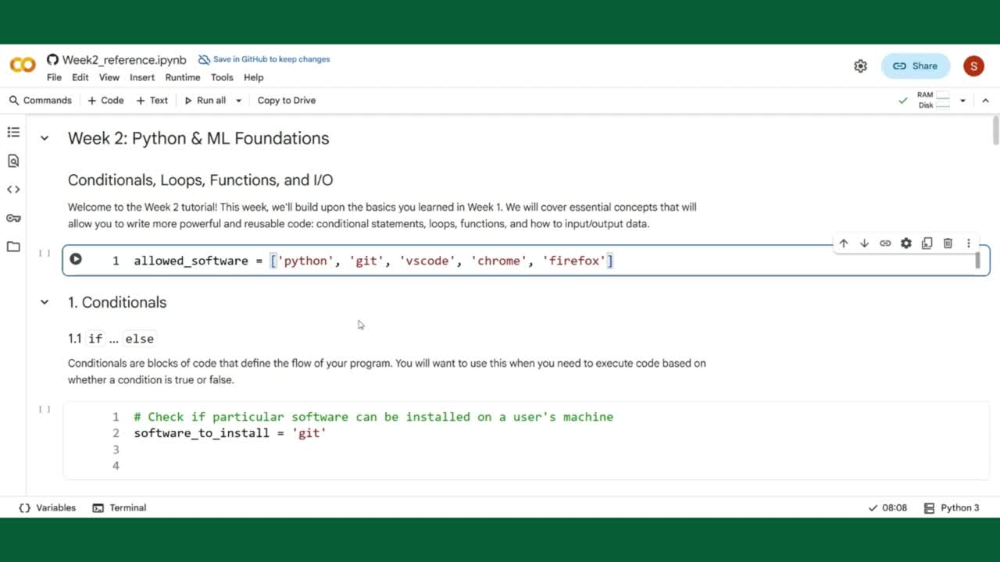 Week2_reference.ipynb Save in GitHub to keep changes
File Edit View Insert Runtime Tools Help
Share
S
Commands + Code + Text Run all Copy to Drive
RAM
Disk
Week 2: Python & ML Foundations
Conditionals, Loops, Functions, and I/O
Welcome to the Week 2 tutorial! This week, we'll build upon the basics you learned in Week 1. We will cover essential concepts that will
allow you to write more powerful and reusable code: conditional statements, loops, functions, and how to input/output data.
[ ] 1 allowed_software = ['python', 'git', 'vscode', 'chrome', 'firefox']
1. Conditionals
1.1 if ... else
Conditionals are blocks of code that define the flow of your program. You will want to use this when you need to execute code based on
whether a condition is true or false.
[ ] 1 # Check if particular software can be installed on a user's machine
2 software_to_install = 'git'
3
4
{} Variables Terminal 08:08 Python 3